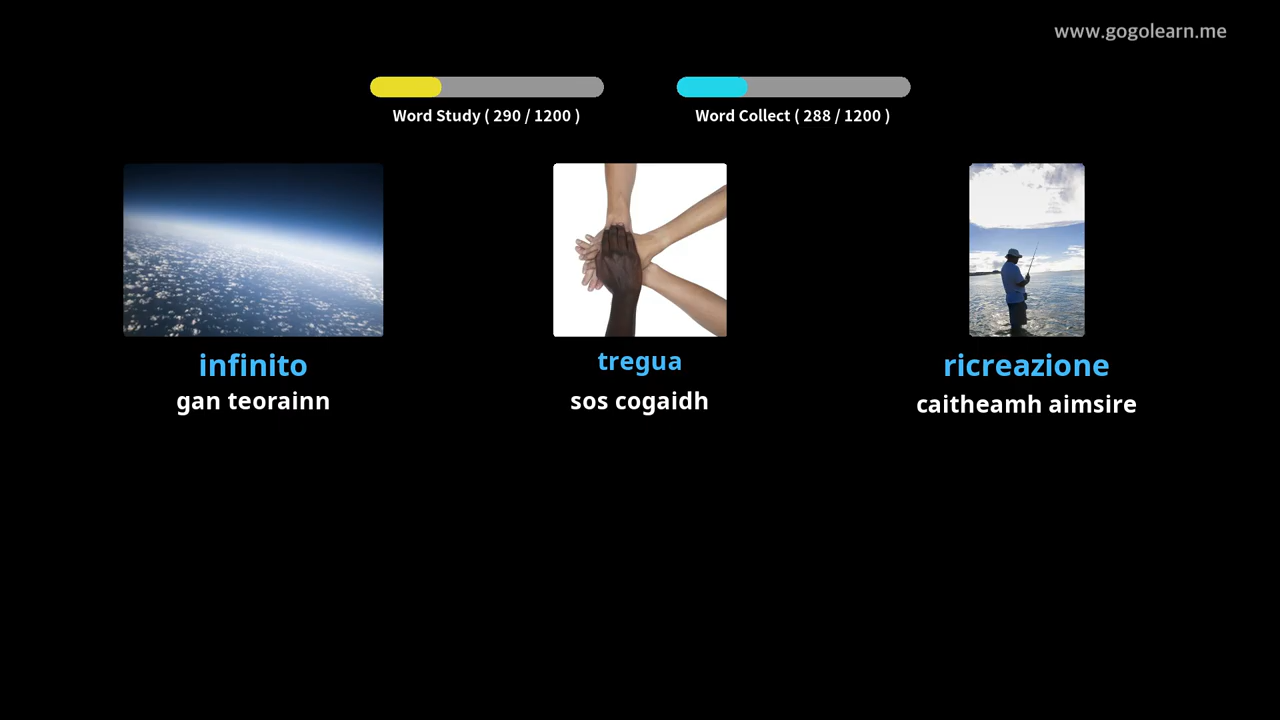 www.gogolearn.me
Word Study ( 290 / 1200 )
Word Collect ( 288 / 1200 )
infinito
gan teorainn
tregua
sos cogaidh
ricreazione
caitheamh aimsire